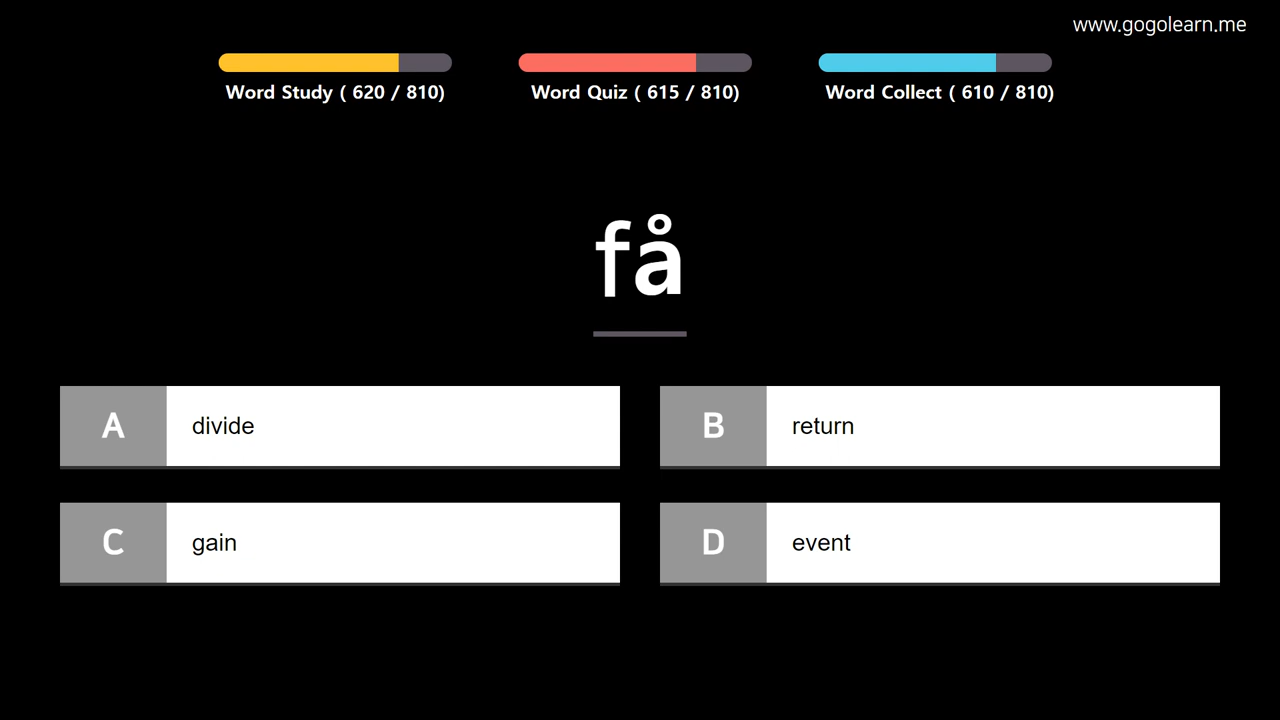 www.gogolearn.me
Word Study ( 620 / 810)
Word Quiz ( 615 / 810)
Word Collect ( 610 / 810)
få
A divide
B return
C gain
D event